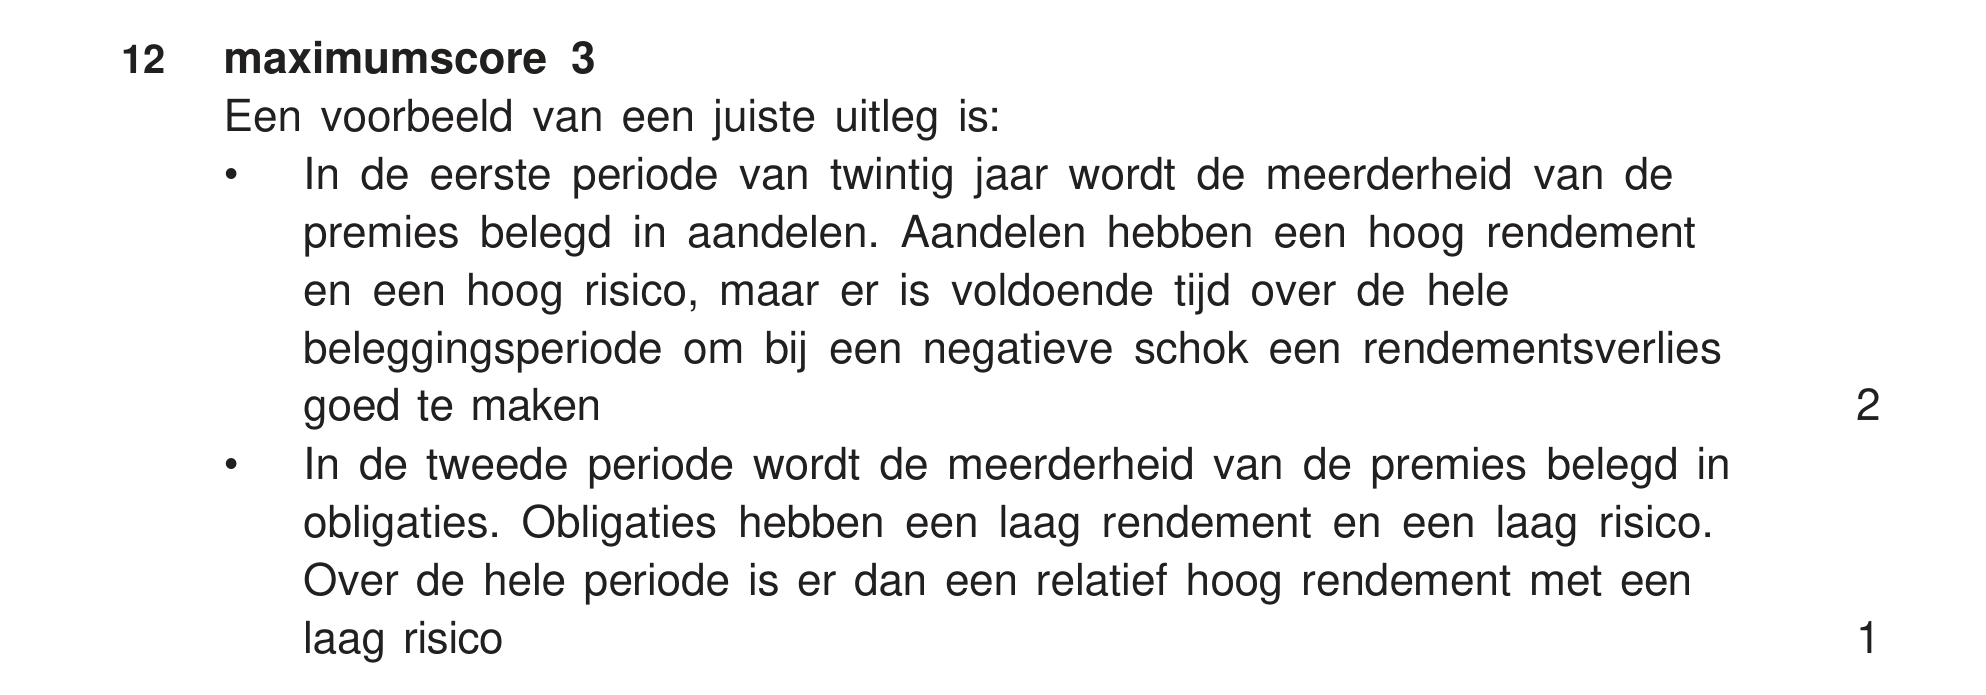 12 maximumscore 3
Een voorbeeld van een juiste uitleg is:
• In de eerste periode van twintig jaar wordt de meerderheid van de
premies belegd in aandelen. Aandelen hebben een hoog rendement
en een hoog risico, maar er is voldoende tijd over de hele
beleggingsperiode om bij een negatieve schok een rendementsverlies
goed te maken 2
• In de tweede periode wordt de meerderheid van de premies belegd in
obligaties. Obligaties hebben een laag rendement en een laag risico.
Over de hele periode is er dan een relatief hoog rendement met een
laag risico 1